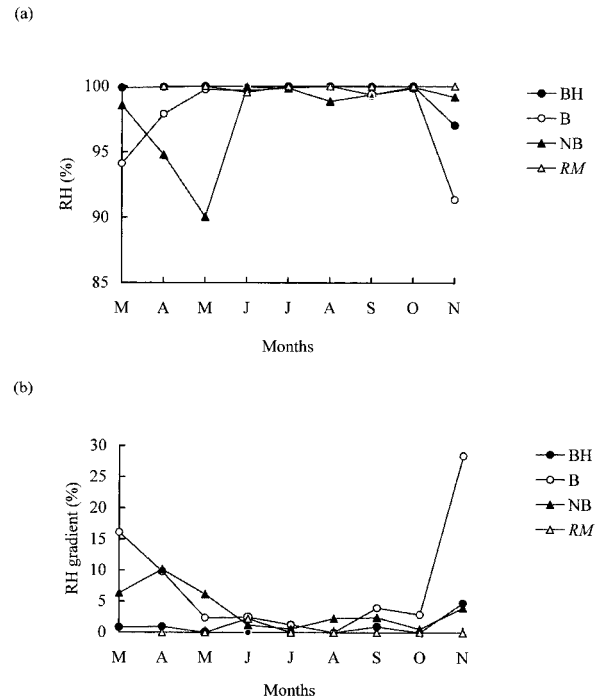 (a)
100
95
90
85
RH (%)
M A M J J A S O N
Months
BH
B
NB
RM
(b)
30
25
20
15
10
5
0
RH gradient (%)
M A M J J A S O N
Months
BH
B
NB
RM